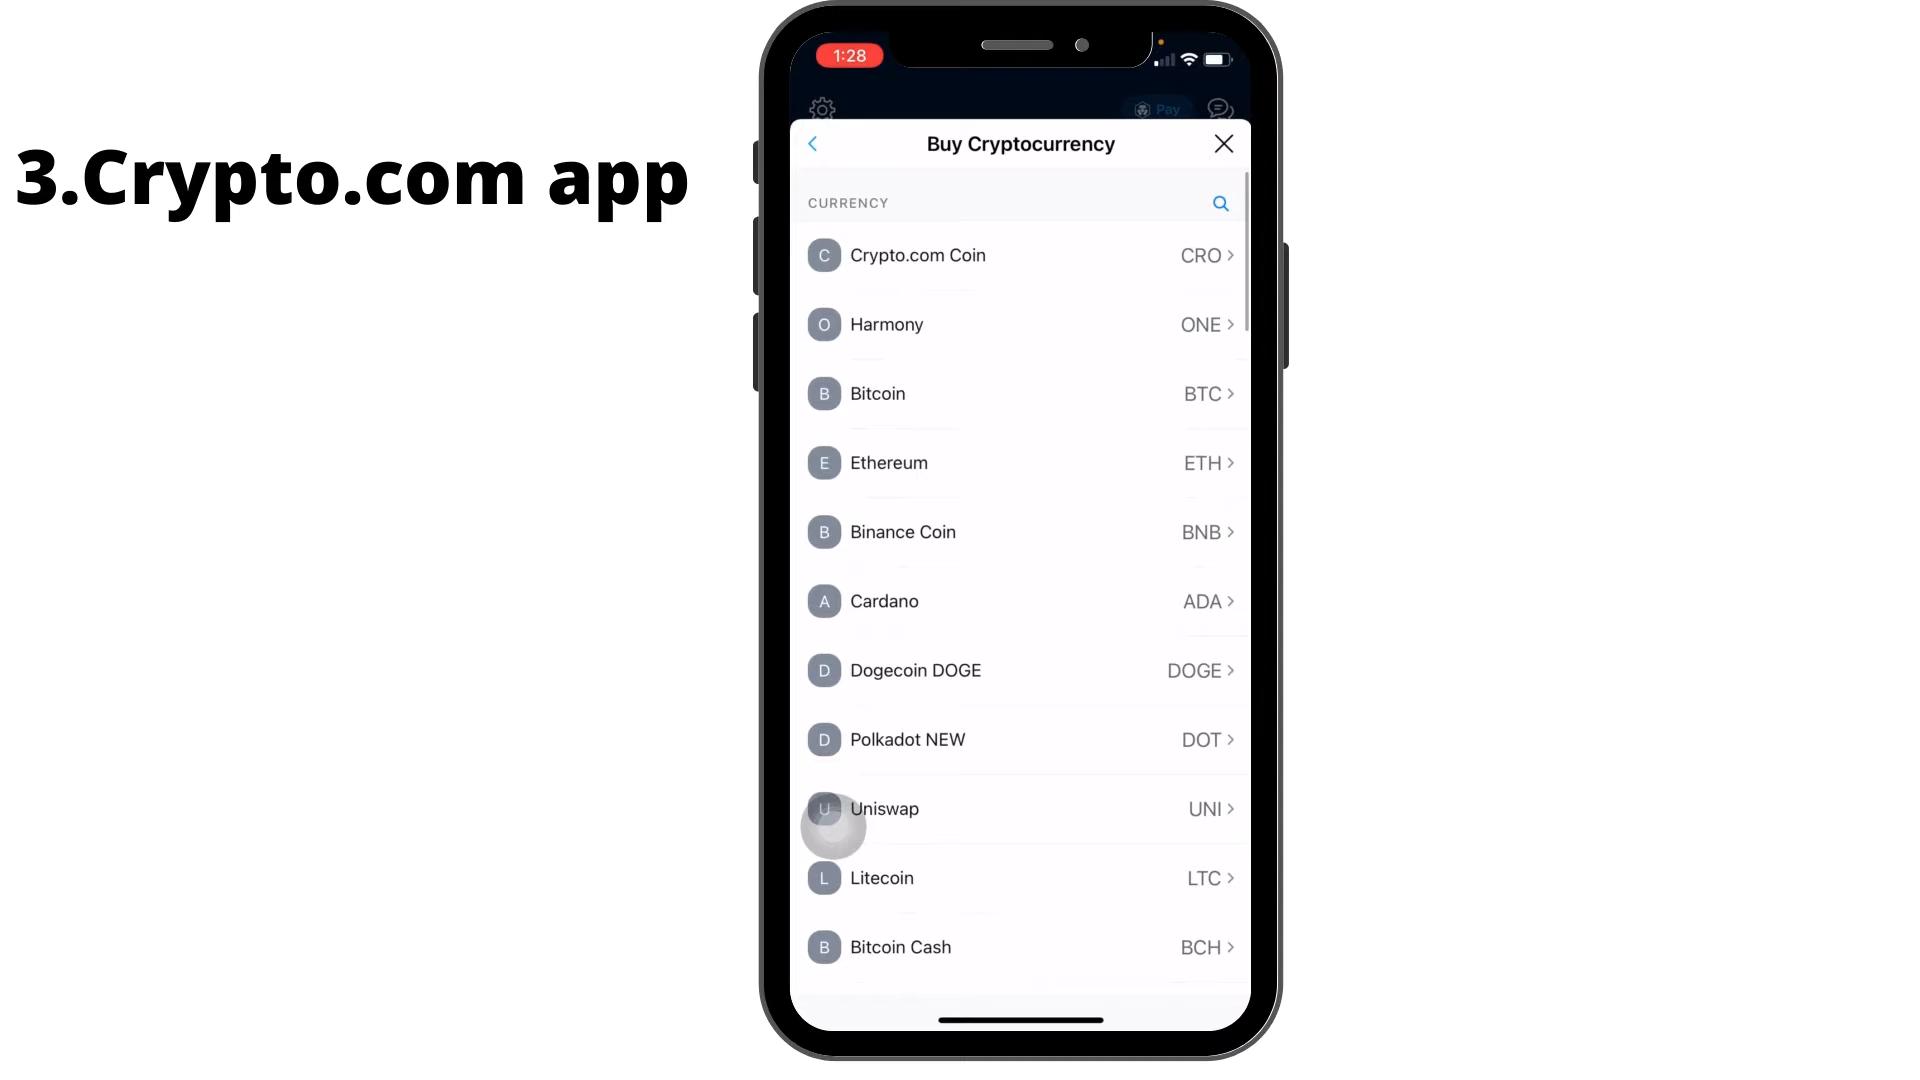 3.Crypto.com app
1:28
Pay
Buy Cryptocurrency
CURRENCY
C Crypto.com Coin CRO
O Harmony ONE
B Bitcoin BTC
E Ethereum ETH
B Binance Coin BNB
A Cardano ADA
D Dogecoin DOGE DOGE
D Polkadot NEW DOT
U Uniswap UNI
L Litecoin LTC
B Bitcoin Cash BCH